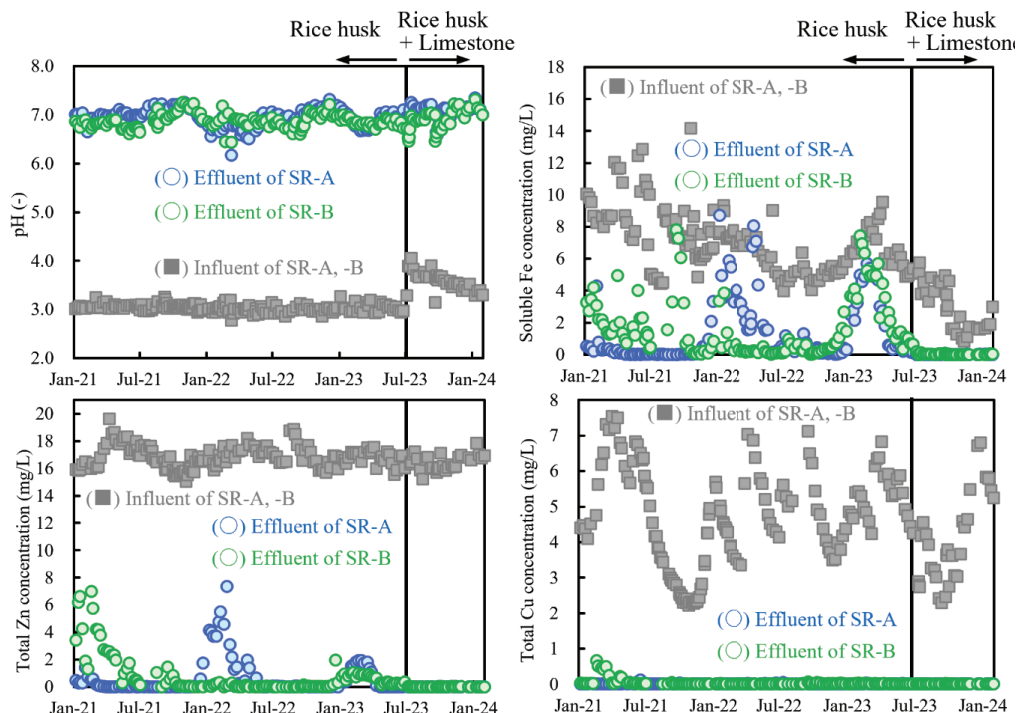 Rice husk
Rice husk
+ Limestone
8.0
7.0
6.0
5.0
4.0
3.0
2.0
pH (-)
(○) Effluent of SR-A
(○) Effluent of SR-B
(■) Influent of SR-A, -B
Jan-21 Jul-21 Jan-22 Jul-22 Jan-23 Jul-23 Jan-24
Rice husk
Rice husk
+ Limestone
18
16
14
12
10
8
6
4
2
0
Soluble Fe concentration (mg/L)
(■) Influent of SR-A, -B
(○) Effluent of SR-A
(○) Effluent of SR-B
Jan-21 Jul-21 Jan-22 Jul-22 Jan-23 Jul-23 Jan-24
20
18
16
14
12
10
8
6
4
2
0
Total Zn concentration (mg/L)
(■) Influent of SR-A, -B
(○) Effluent of SR-A
(○) Effluent of SR-B
Jan-21 Jul-21 Jan-22 Jul-22 Jan-23 Jul-23 Jan-24
8
7
6
5
4
3
2
1
0
Total Cu concentration (mg/L)
(■) Influent of SR-A, -B
(○) Effluent of SR-A
(○) Effluent of SR-B
Jan-21 Jul-21 Jan-22 Jul-22 Jan-23 Jul-23 Jan-24